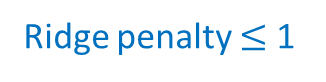 Ridge penalty ≤ 1